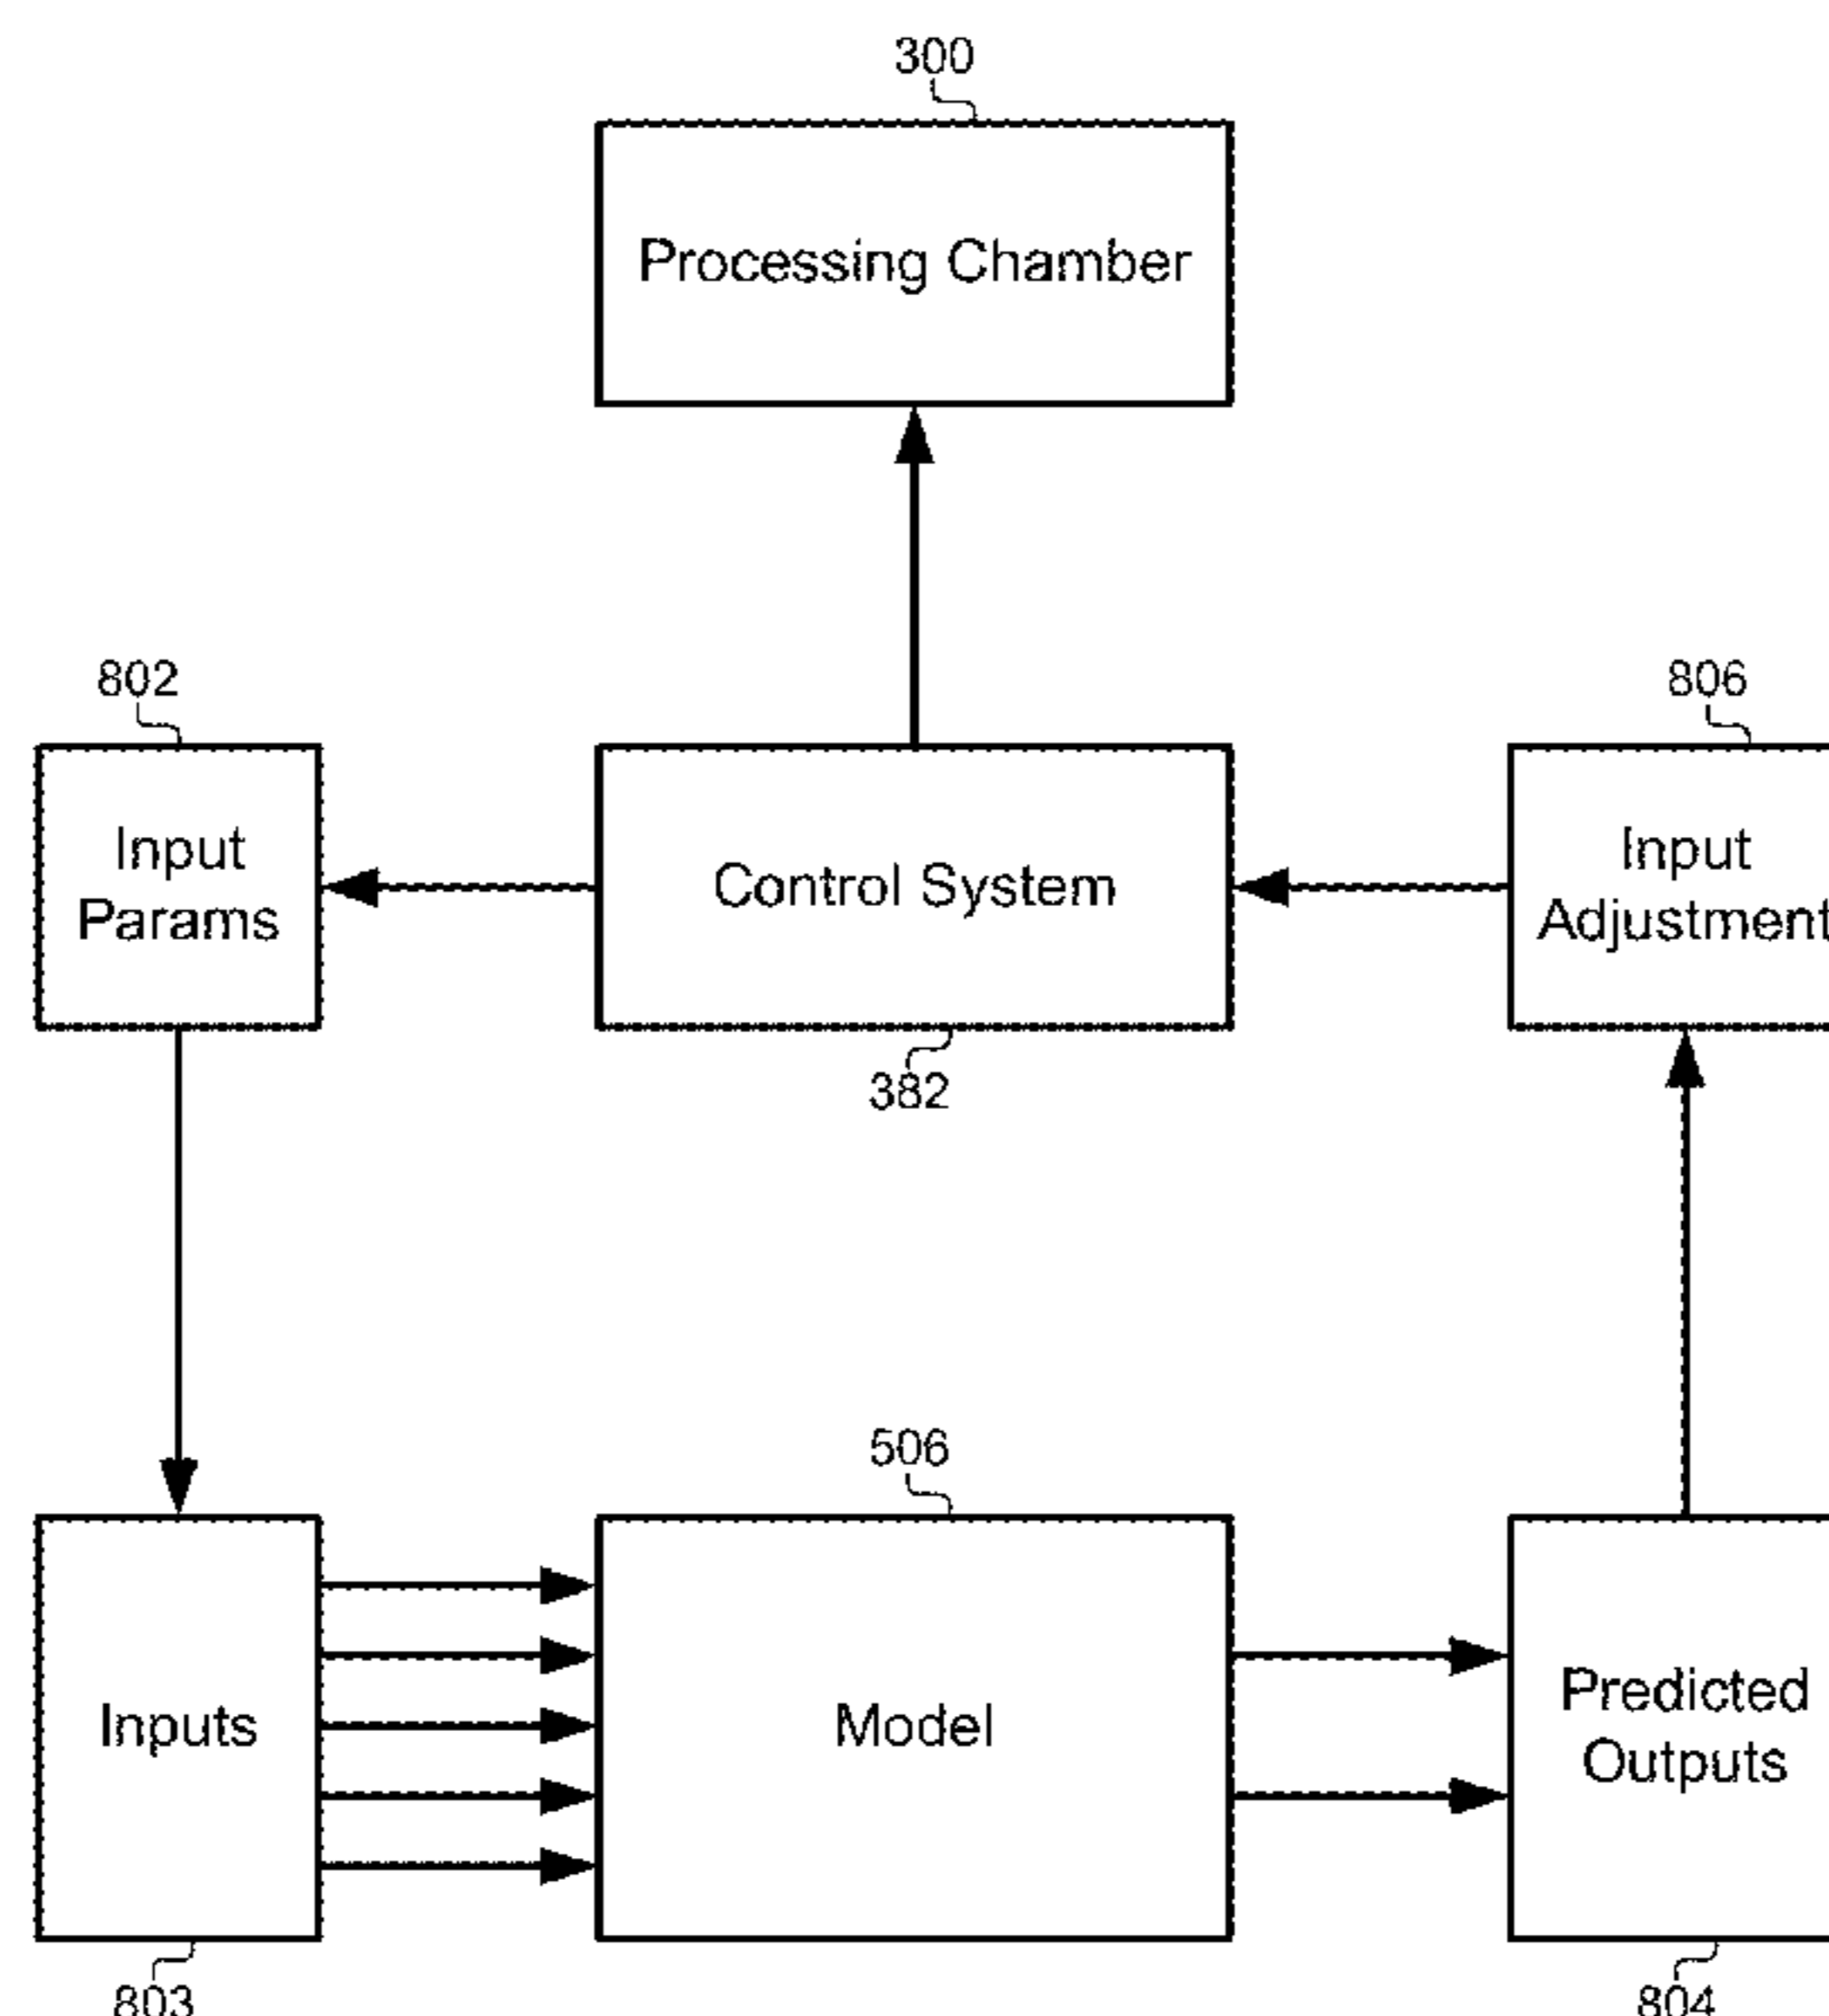 300
Processing Chamber
802
806
Input
Params
Control System
Input
Adjustment
382
506
Inputs
Model
Predicted
Outputs
803
804